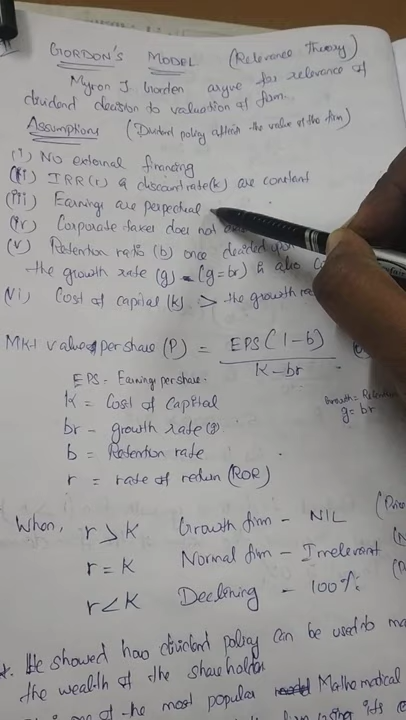 GORDON'S MODEL (Relevance Theory)
Myron J. Gorden argue for relevance of
dividend decision to valuation of firm.
Assumptions (Dividend policy affects the value of the firm)
(i) No external financing
(ii) IRR(r) & discount rate(k) are constant
(iii) Earnings are perpectual
(iv) Corporate taxes does not
(v) Retention ratio (b) once decided upon
the growth rate (g) - (g=br) is also
(vi) Cost of capital (k) > the growth
Mkt value of per share (P) = EPS(1-b) / K-br
EPS = Earnings per share.
K = Cost of Capital
br - growth rate (g)
Growth = Retention
g = br
b = Retention rate
r = rate of reduen (ROR)
When, r > K Growth firm - NIL
r = K Normal firm - Irrelevant
r < K Declining - 100%
*. He showed how dividend policy can be used to
the wealth of the shareholder
of the most popular Mathematical